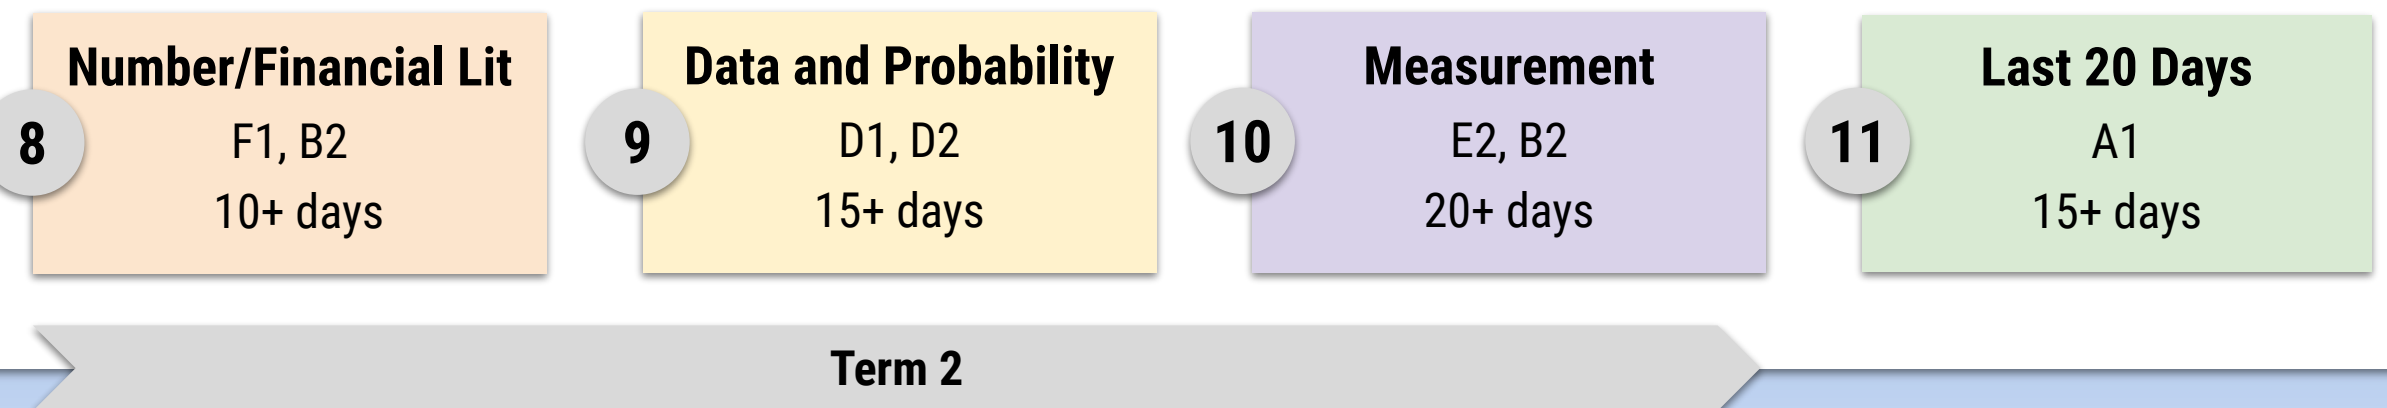 8
Number/Financial Lit
F1, B2
10+ days
9
Data and Probability
D1, D2
15+ days
10
Measurement
E2, B2
20+ days
11
Last 20 Days
A1
15+ days
Term 2